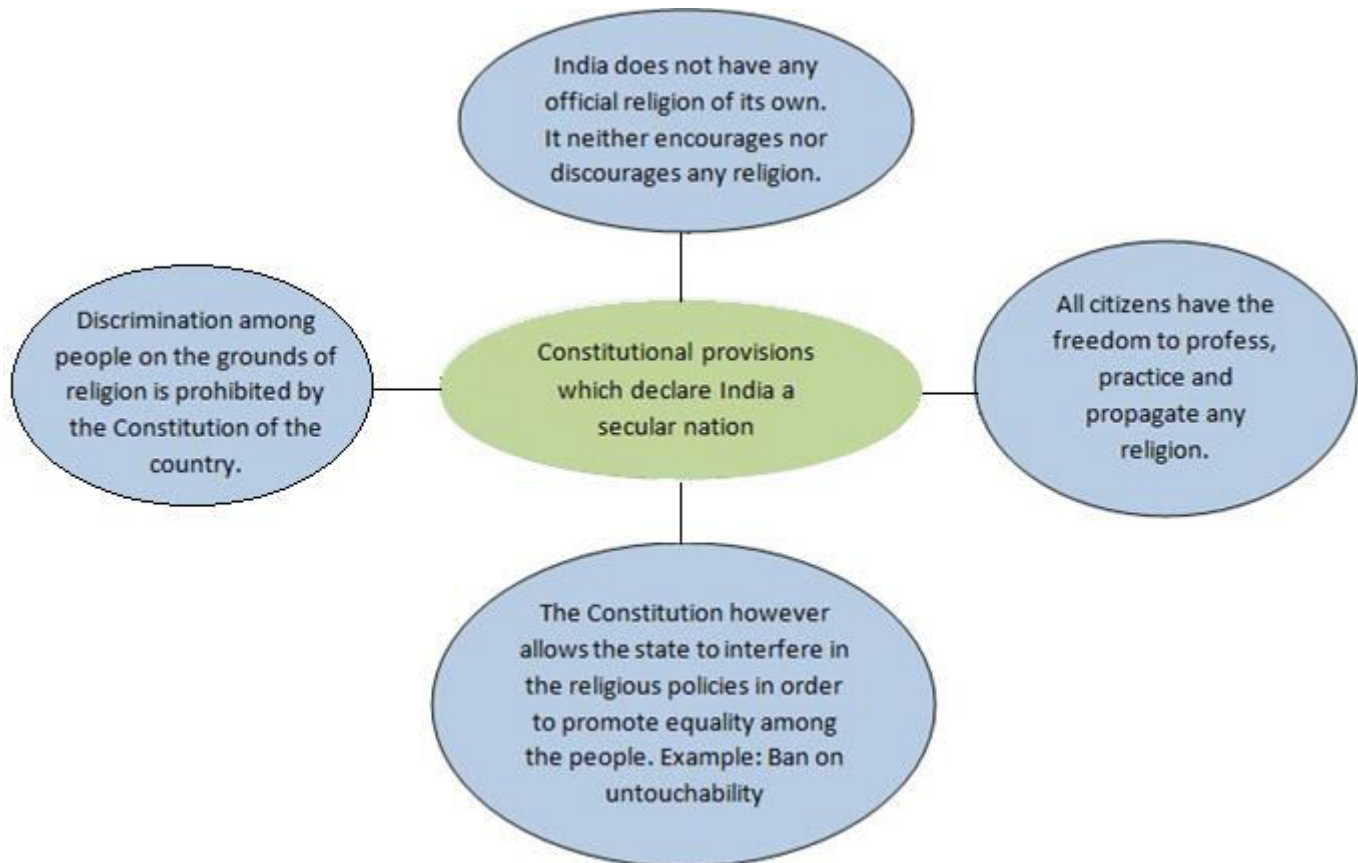 India does not have any
official religion of its own.
It neither encourages nor
discourages any religion.
Discrimination among
people on the grounds of
religion is prohibited by
the Constitution of the
country.
Constitutional provisions
which declare India a
secular nation
All citizens have the
freedom to profess,
practice and
propagate any
religion.
The Constitution however
allows the state to interfere in
the religious policies in order
to promote equality among
the people. Example: Ban on
untouchability